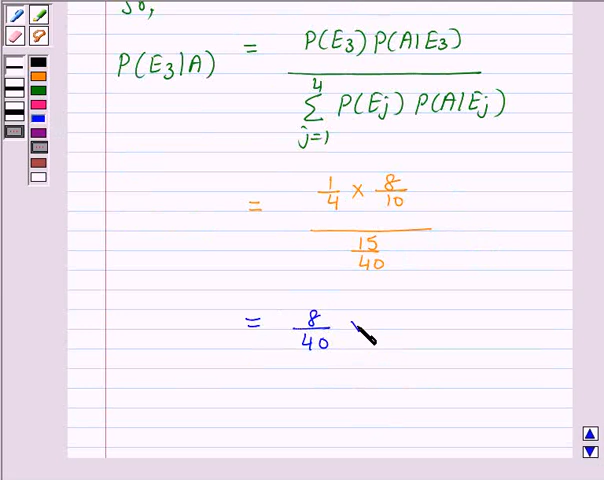 So,
P(E₃|A) = P(E₃) P(A|E₃) / ∑ j=1 4 P(Ej) P(A|Ej)
= 1/4 × 8/10 / 15/40
= 8/40